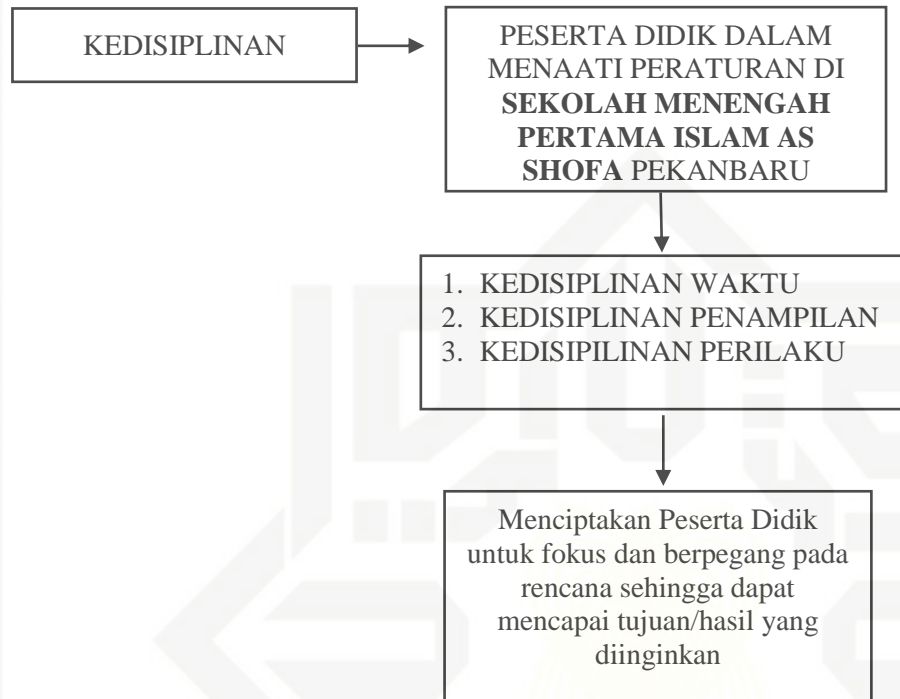 KEDISIPLINAN
PESERTA DIDIK DALAM
MENAATI PERATURAN DI
SEKOLAH MENENGAH
PERTAMA ISLAM AS
SHOFA PEKANBARU
1. KEDISIPLINAN WAKTU
2. KEDISIPLINAN PENAMPILAN
3. KEDISIPILINAN PERILAKU
Menciptakan Peserta Didik
untuk fokus dan berpegang pada
rencana sehingga dapat
mencapai tujuan/hasil yang
diinginkan